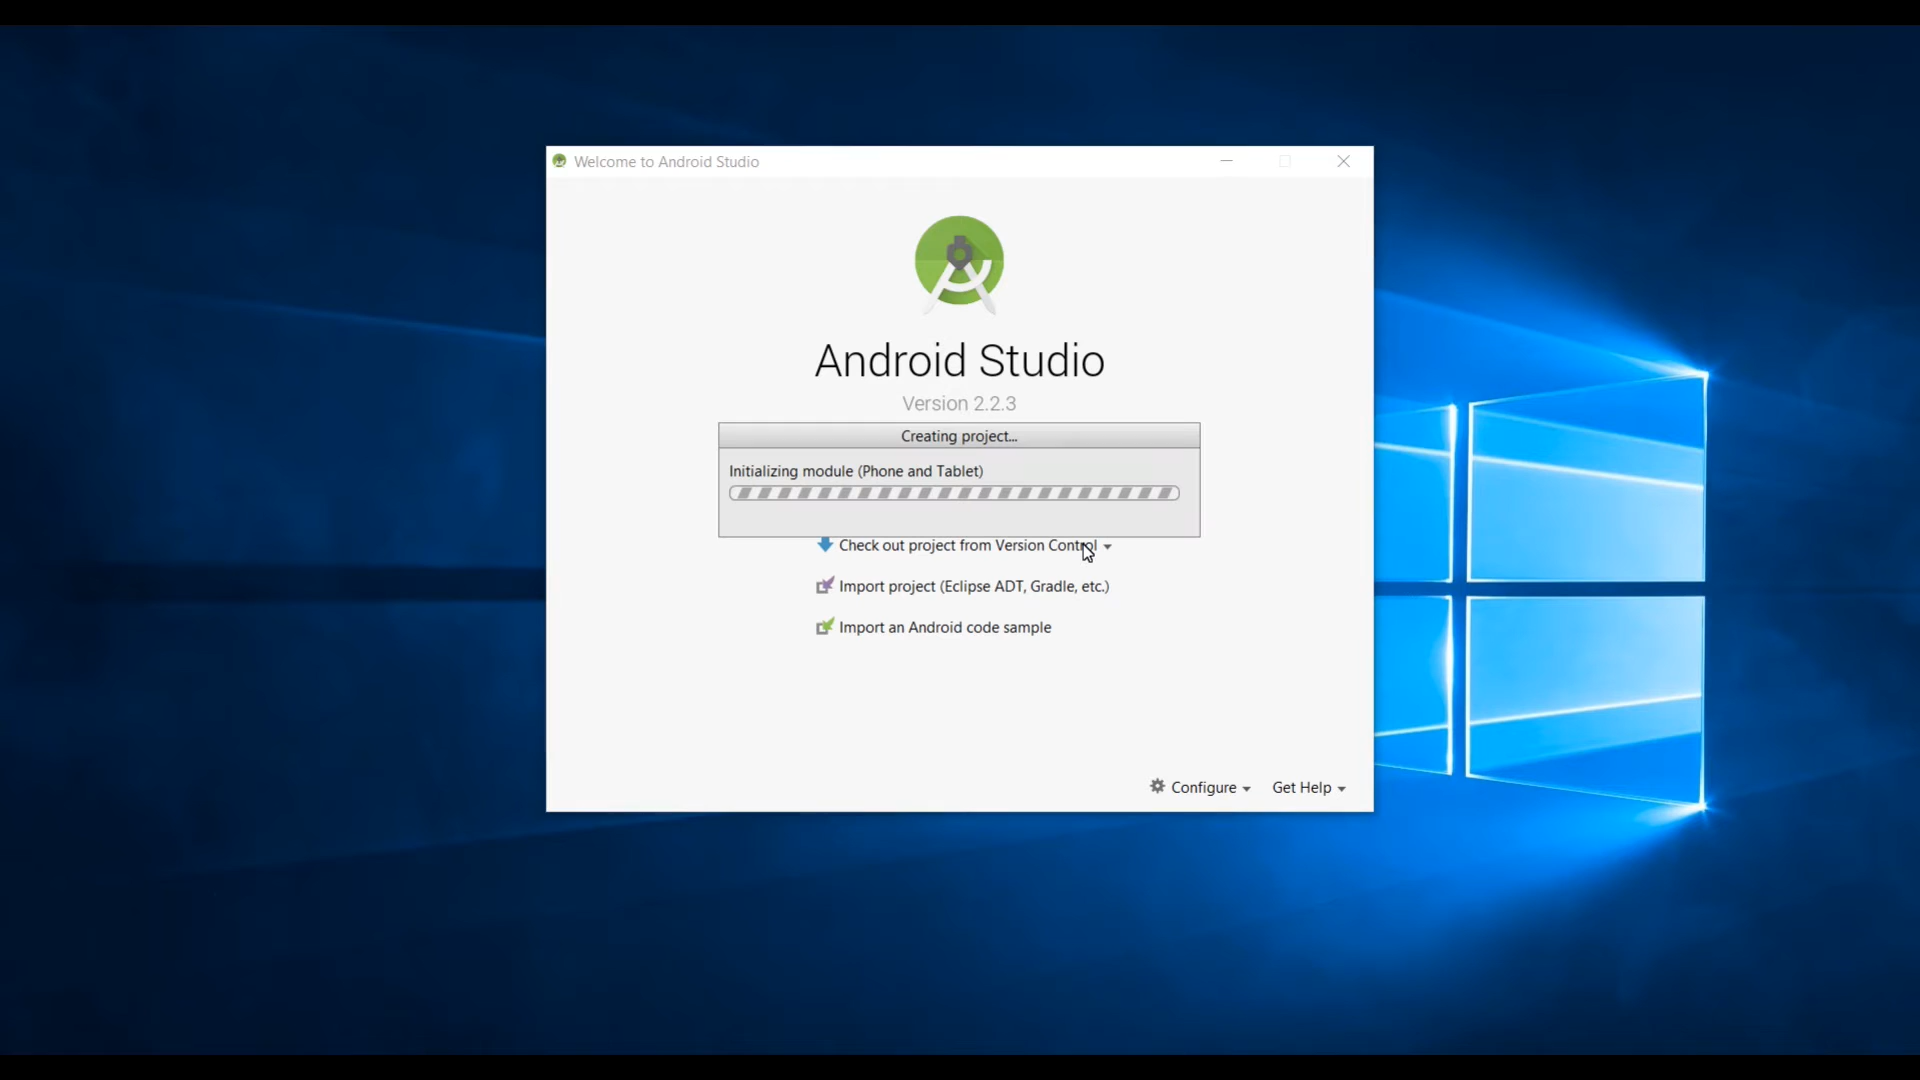 Welcome to Android Studio
Android Studio
Version 2.2.3
Creating project...
Initializing module (Phone and Tablet)
Check out project from Version Control
Import project (Eclipse ADT, Gradle, etc.)
Import an Android code sample
Configure
Get Help